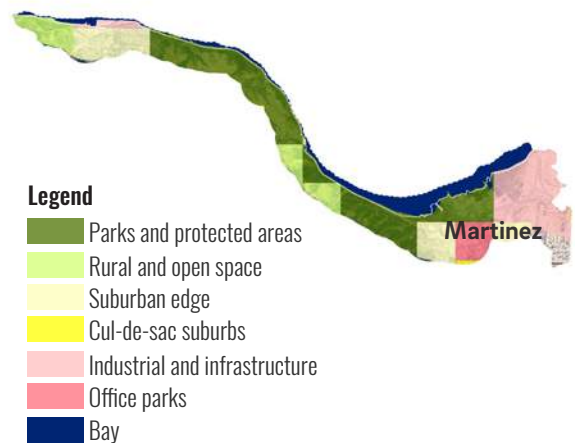 Martinez
Legend
Parks and protected areas
Rural and open space
Suburban edge
Cul-de-sac suburbs
Industrial and infrastructure
Office parks
Bay